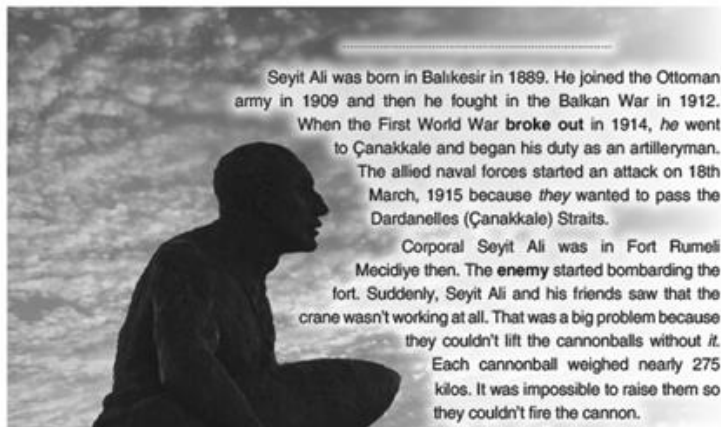 Seyit Ali was born in Balıkesir in 1889. He joined the Ottoman
army in 1909 and then he fought in the Balkan War in 1912.
When the First World War broke out in 1914, he went
to Çanakkale and began his duty as an artilleryman.
The allied naval forces started an attack on 18th
March, 1915 because they wanted to pass the
Dardanelles (Çanakkale) Straits.
Corporal Seyit Ali was in Fort Rumeli
Mecidiye then. The enemy started bombarding the
fort. Suddenly, Seyit Ali and his friends saw that the
crane wasn't working at all. That was a big problem because
they couldn't lift the cannonballs without it.
Each cannonball weighed nearly 275
kilos. It was impossible to raise them so
they couldn't fire the cannon.